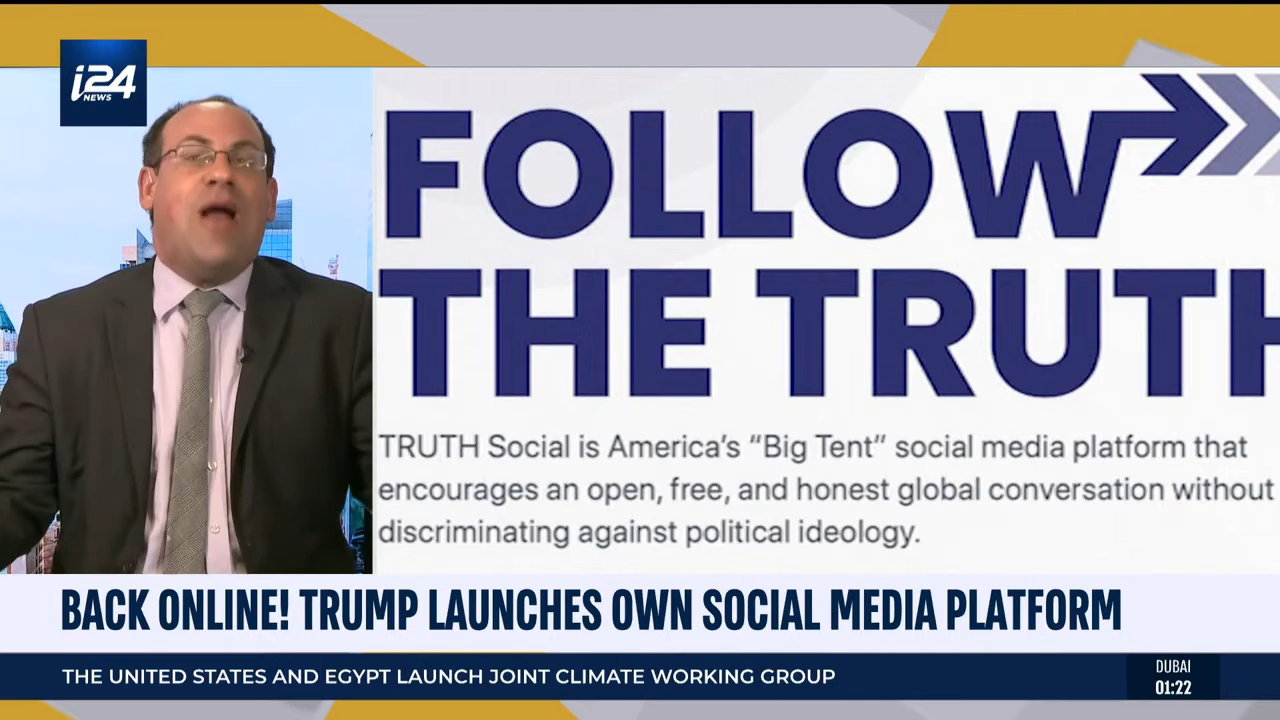 i24
NEWS
FOLLOW
THE TRUTH
TRUTH Social is America's “Big Tent” social media platform that
encourages an open, free, and honest global conversation without
discriminating against political ideology.
BACK ONLINE! TRUMP LAUNCHES OWN SOCIAL MEDIA PLATFORM
THE UNITED STATES AND EGYPT LAUNCH JOINT CLIMATE WORKING GROUP
DUBAI
01:22